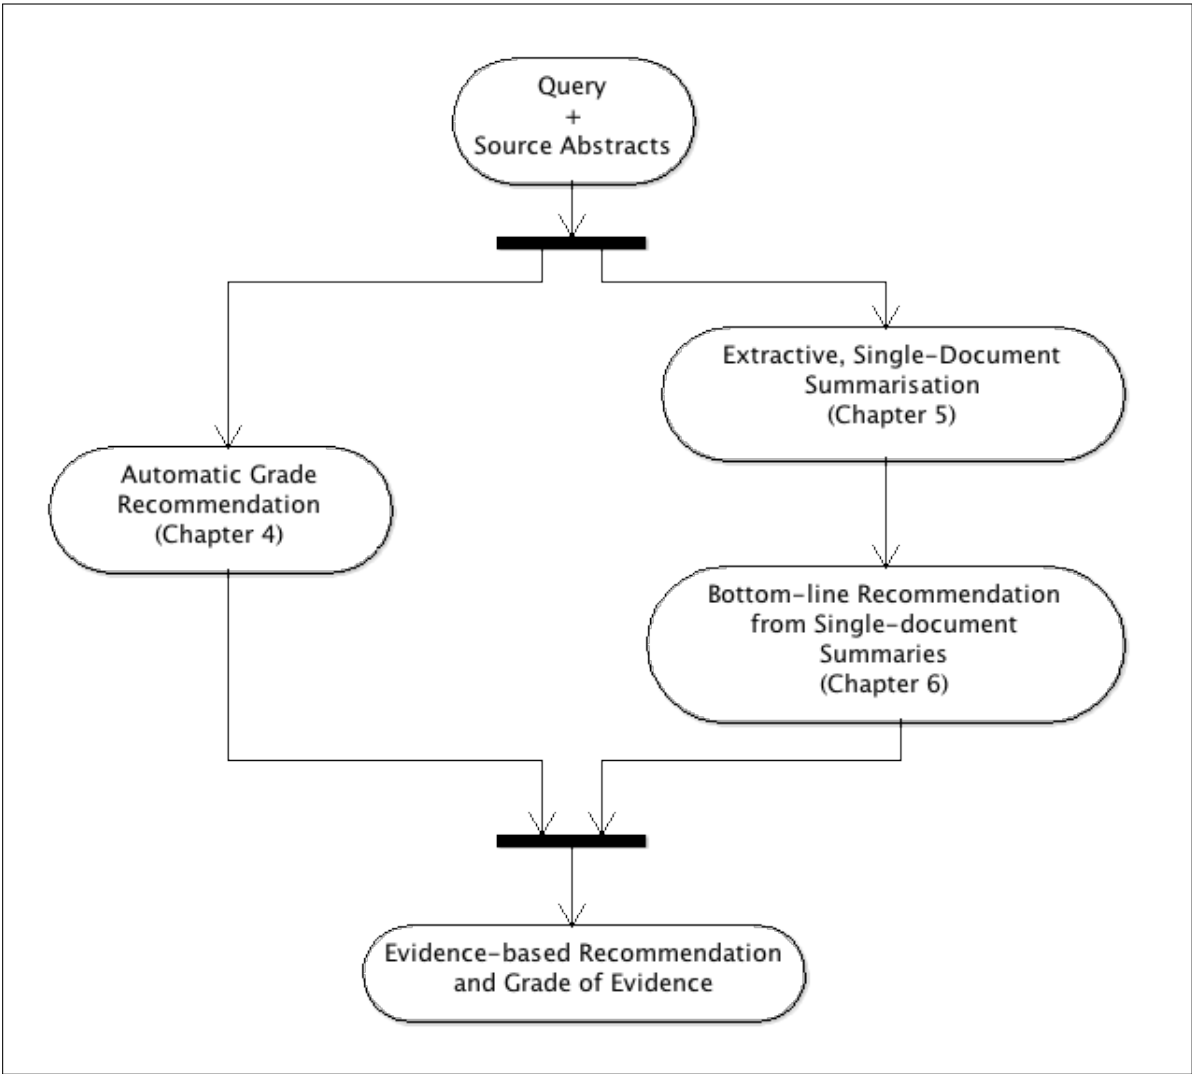 Query
+
Source Abstracts
Extractive, Single-Document
Summarisation
(Chapter 5)
Automatic Grade
Recommendation
(Chapter 4)
Bottom-line Recommendation
from Single-document
Summaries
(Chapter 6)
Evidence-based Recommendation
and Grade of Evidence